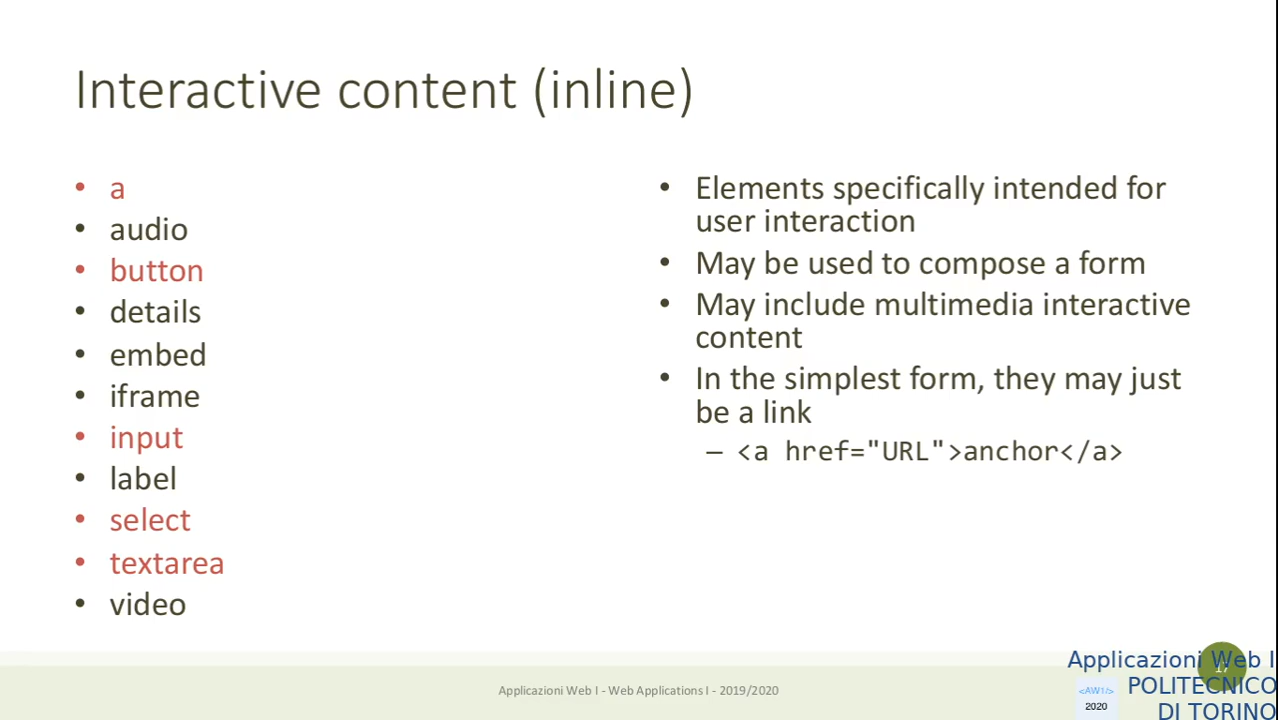 Interactive content (inline)
• a
• audio
• button
• details
• embed
• iframe
• input
• label
• select
• textarea
• video
• Elements specifically intended for
user interaction
• May be used to compose a form
• May include multimedia interactive
content
• In the simplest form, they may just
be a link
– <a href="URL">anchor</a>
Applicazioni Web I - Web Applications I - 2019/2020
Applicazioni Web I
POLITECNICO
DI TORINO
<AW1/>
2020